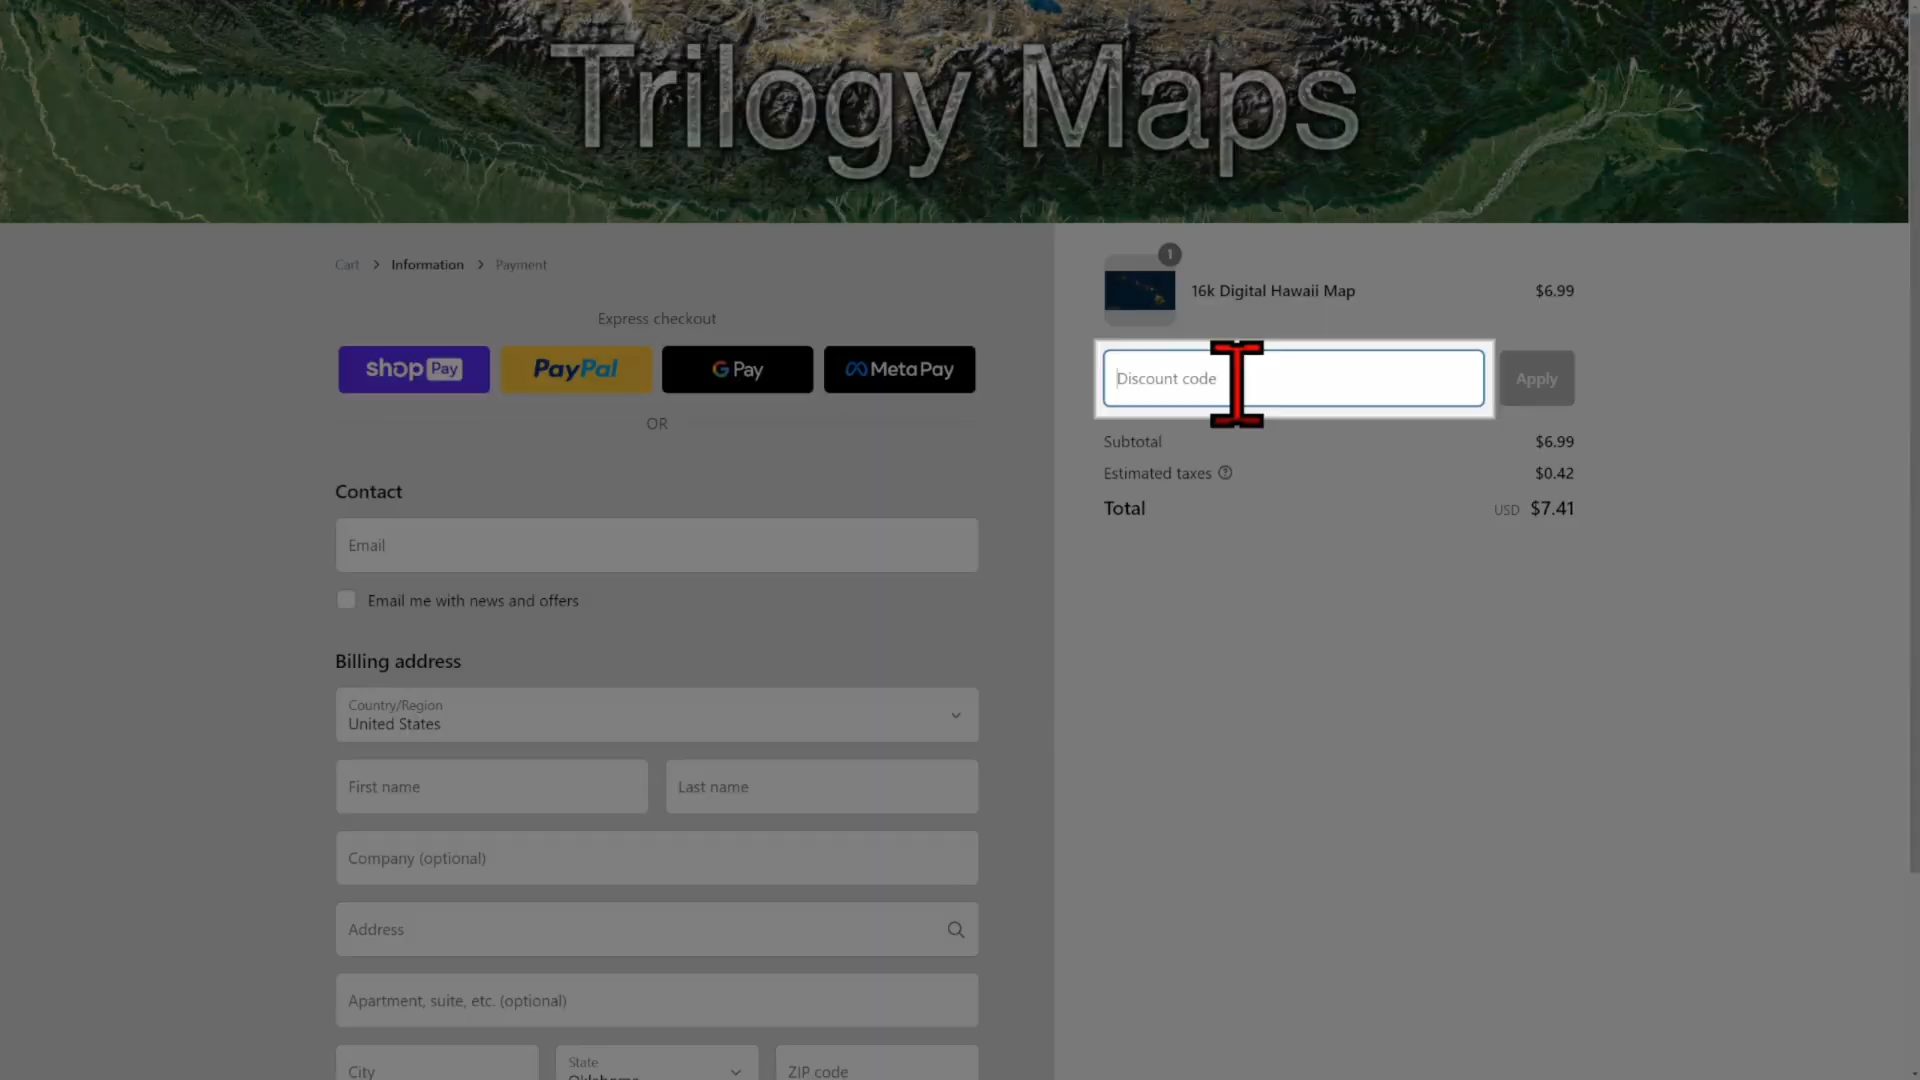 Trilogy Maps
Cart > Information > Payment
Express checkout
shop Pay
PayPal
G Pay
Meta Pay
OR
Contact
Email
Email me with news and offers
Billing address
Country/Region
United States
First name
Last name
Company (optional)
Address
Apartment, suite, etc. (optional)
City
State
Oklahoma
ZIP code
1
16k Digital Hawaii Map $6.99
Discount code
Apply
Subtotal $6.99
Estimated taxes $0.42
Total USD $7.41